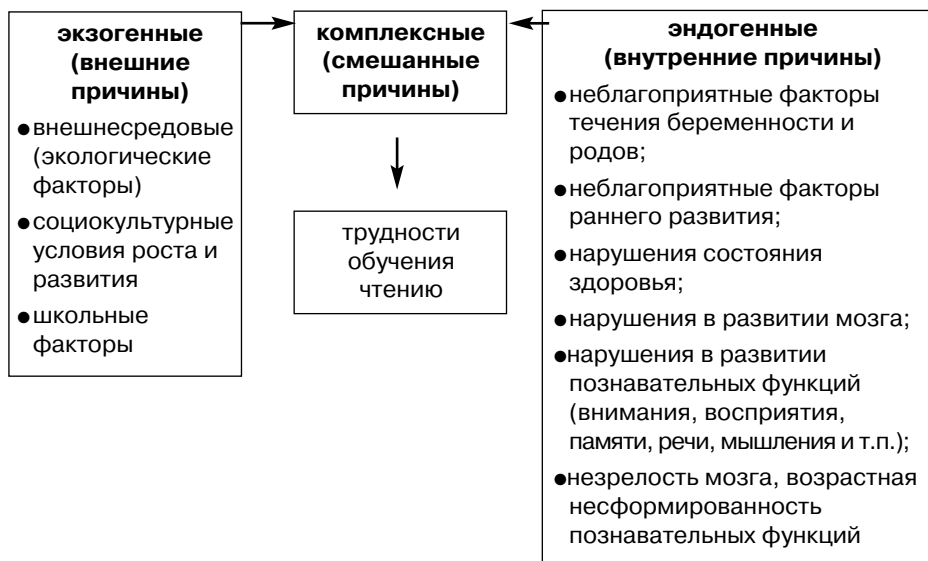 экзогенные
(внешние
причины)
●внешнесредовые
(экологические
факторы)
●социокультурные
условия роста и
развития
●школьные
факторы
комплексные
(смешанные
причины)
трудности
обучения
чтению
эндогенные
(внутренние причины)
●неблагоприятные факторы
течения беременности и
родов;
●неблагоприятные факторы
раннего развития;
●нарушения состояния
здоровья;
●нарушения в развитии мозга;
●нарушения в развитии
познавательных функций
(внимания, восприятия,
памяти, речи, мышления и т.п.);
●незрелость мозга, возрастная
несформированность
познавательных функций